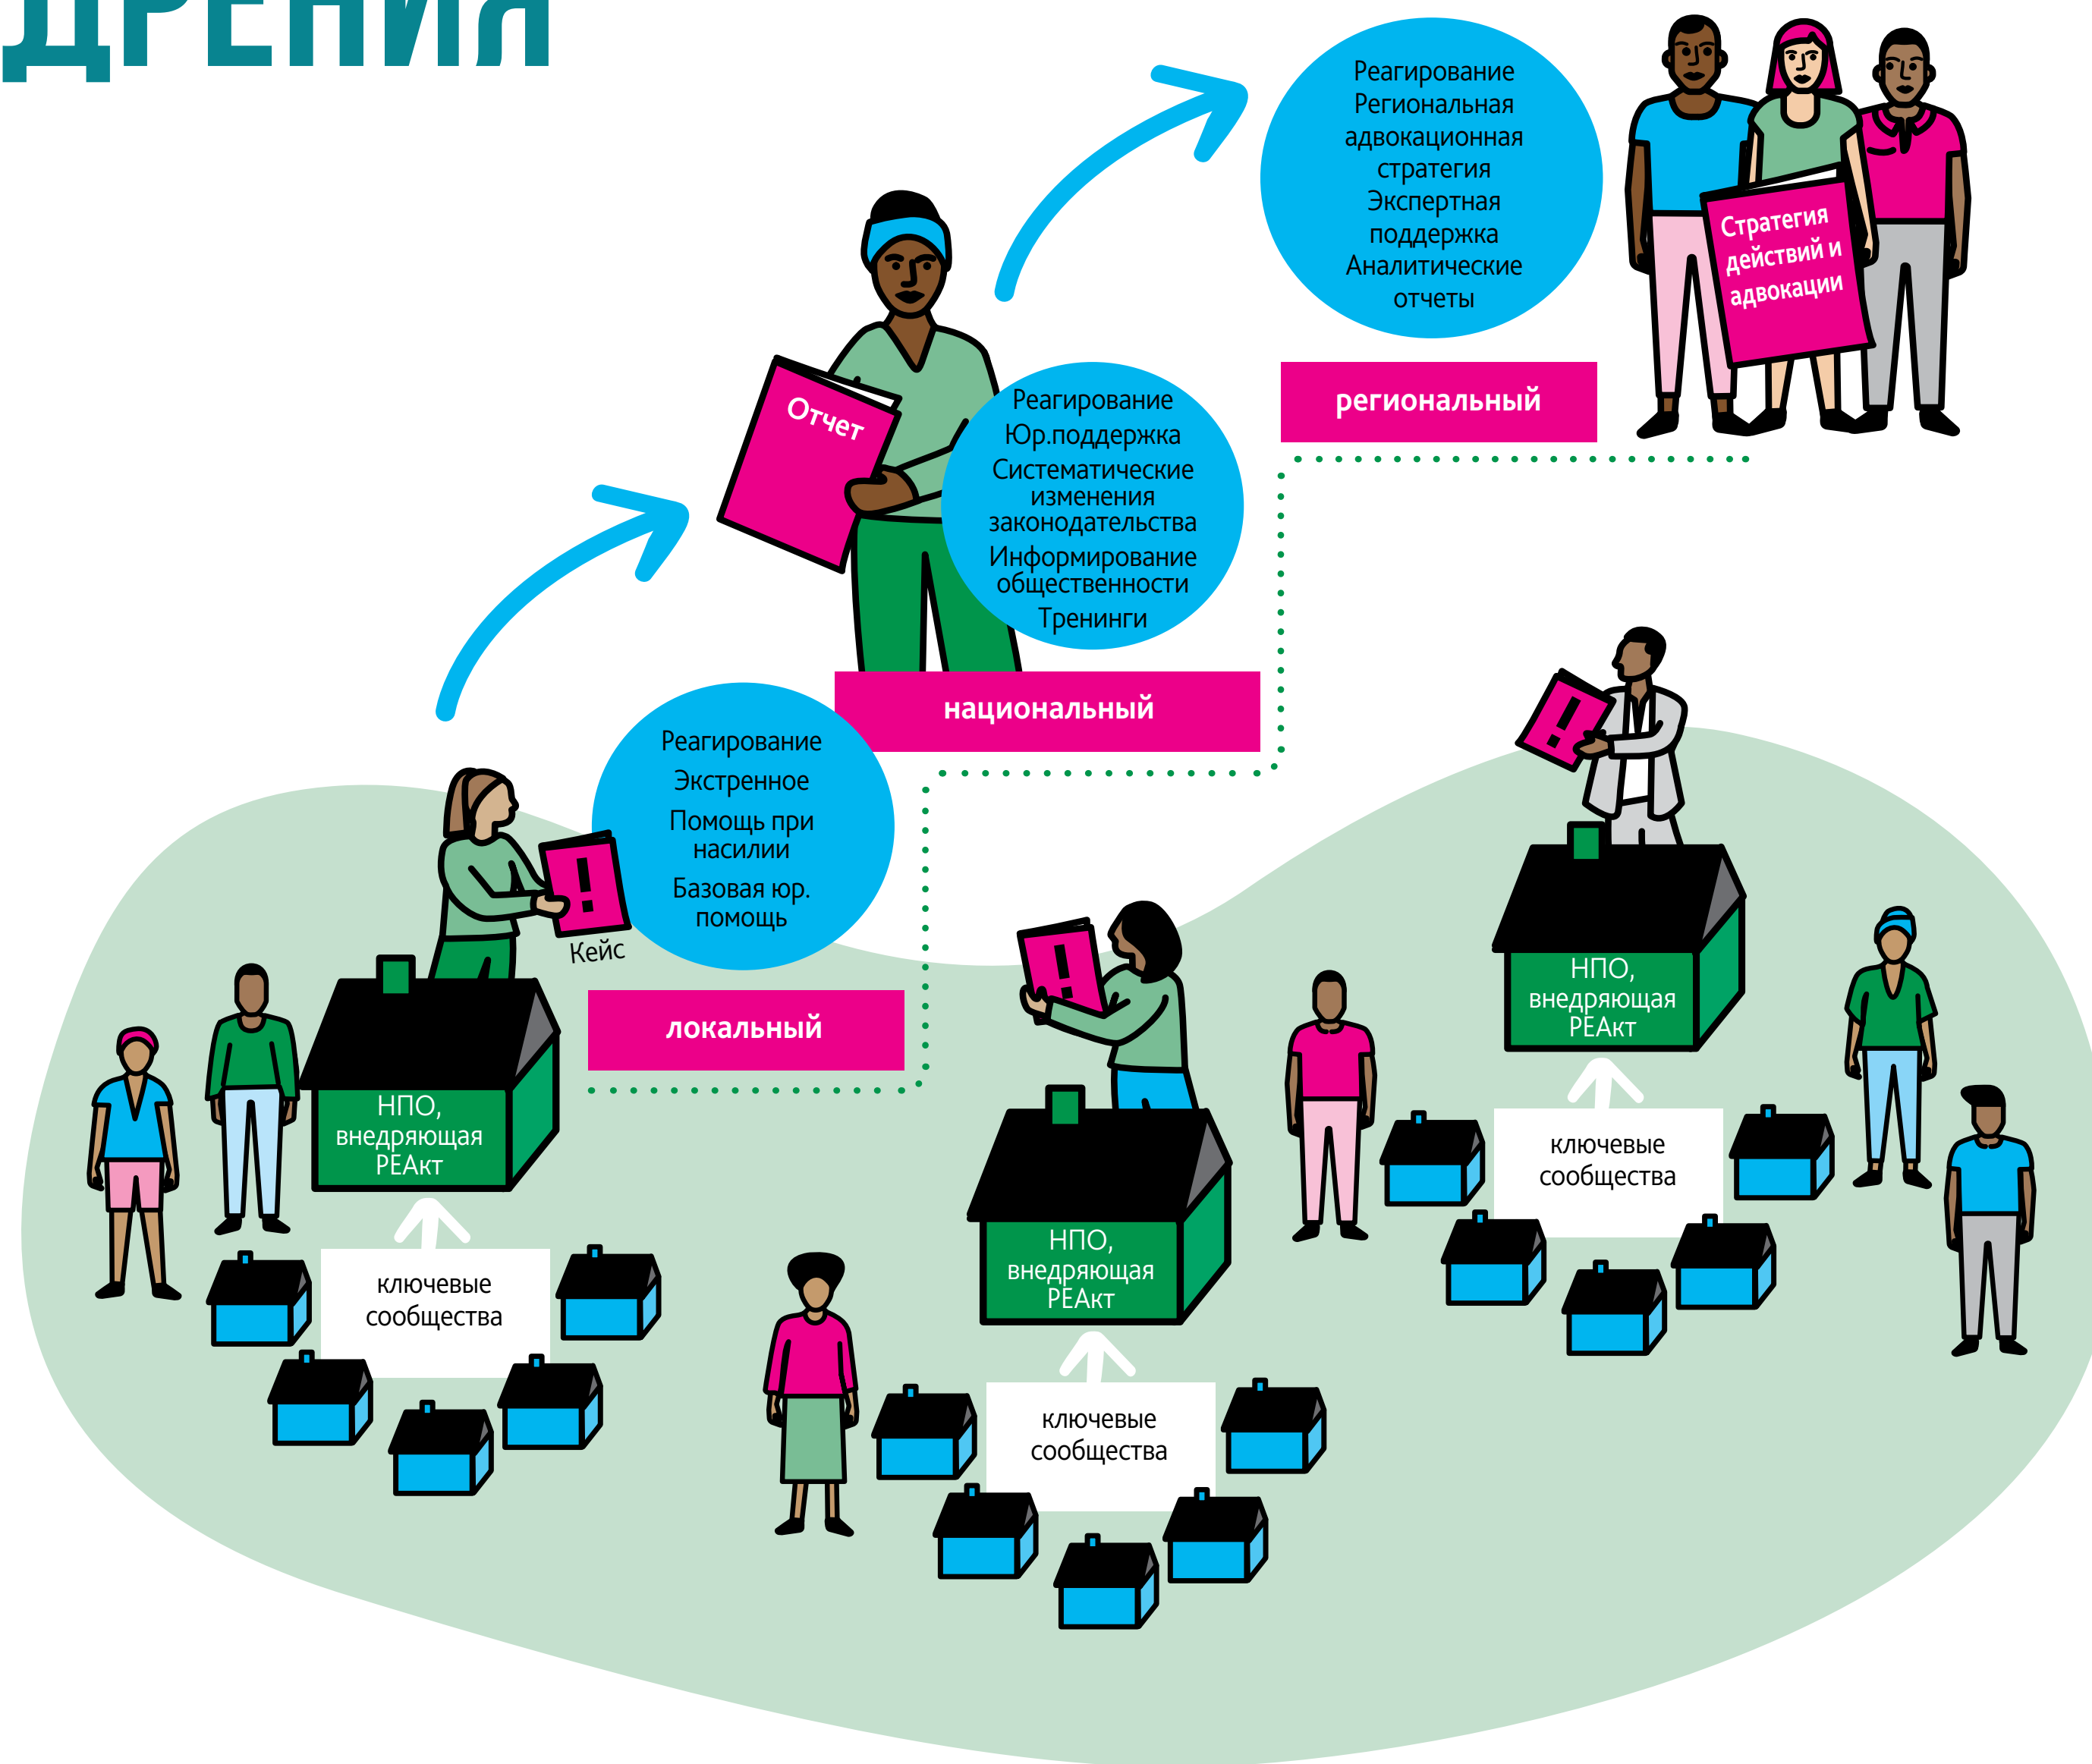 ДРЕНИЯ
Реагирование
Региональная
адвокационная
стратегия
Экспертная
поддержка
Аналитические
отчеты
Стратегия
действий и
адвокации
региональный
Отчет
Реагирование
Юр.поддержка
Систематические
изменения
законодательства
Информирование
общественности
Тренинги
национальный
Реагирование
Экстренное
Помощь при
насилии
Базовая юр.
помощь
!
Кейс
локальный
!
!
НПО,
внедряющая
РЕАкт
ключевые
сообщества
НПО,
внедряющая
РЕАкт
ключевые
сообщества
НПО,
внедряющая
РЕАкт
ключевые
сообщества